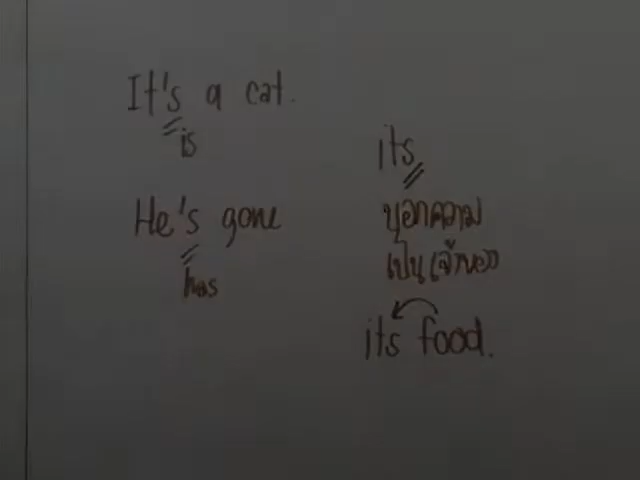 It's a cat.
is
He's gone
has
its
บอกความ
เป็นเจ้าของ
its food.